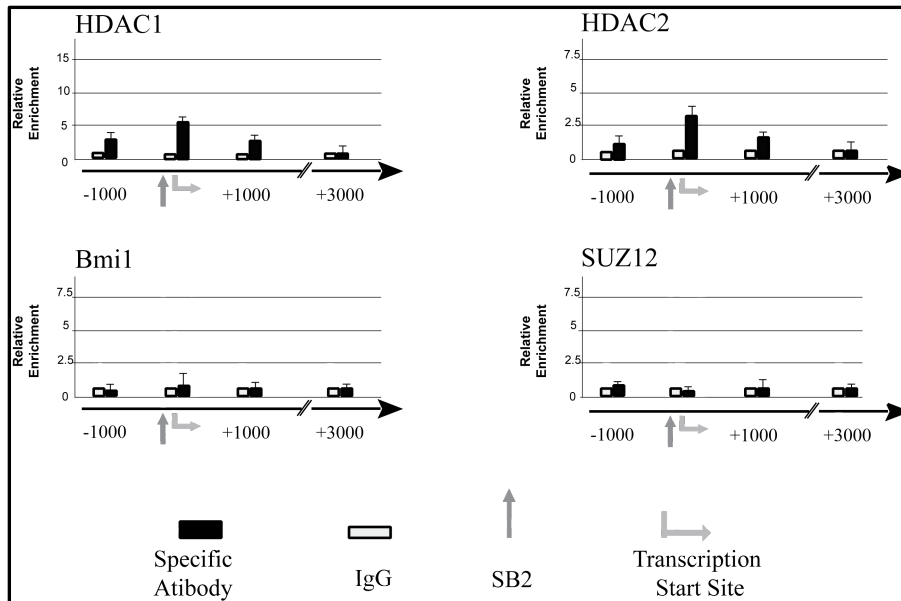 HDAC1
Relative
Enrichment
15
10
5
0
-1000
+1000
+3000
HDAC2
Relative
Enrichment
7.5
5
2.5
0
-1000
+1000
+3000
Bmi1
Relative
Enrichment
7.5
5
2.5
0
-1000
+1000
+3000
SUZ12
Relative
Enrichment
7.5
5
2.5
0
-1000
+1000
+3000
Specific
Atibody
IgG
SB2
Transcription
Start Site